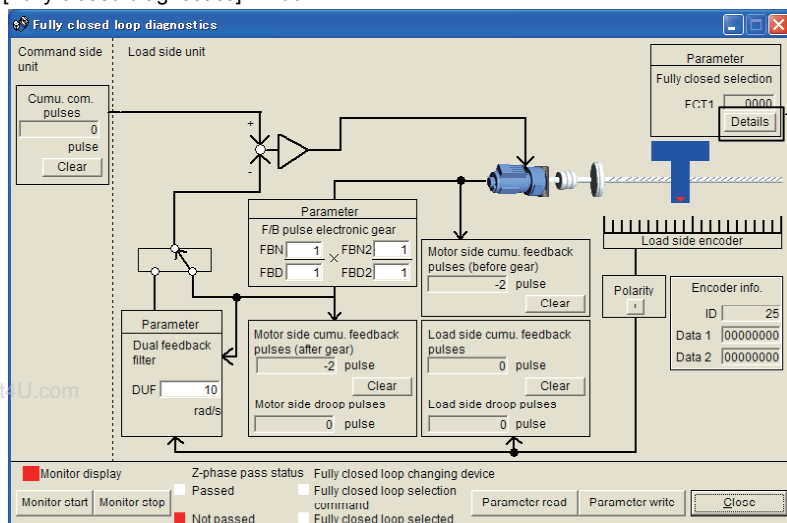 [Fully closed diagnostics]
Fully closed loop diagnostics
Command side unit
Load side unit
Cumu. com. pulses
0
pulse
Clear
+
-
Parameter
Fully closed selection
FCT1 0000
Details
Parameter
F/B pulse electronic gear
FBN 1 × FBN2 1
FBD 1 FBD2 1
Load side encoder
Motor side cumu. feedback pulses (before gear)
-2 pulse
Clear
Polarity
Encoder info.
ID 25
Data 1 00000000
Data 2 00000000
Parameter
Dual feedback filter
DUF 10
rad/s
Motor side cumu. feedback pulses (after gear)
-2 pulse
Clear
Motor side droop pulses
0 pulse
Load side cumu. feedback pulses
0 pulse
Clear
Load side droop pulses
0 pulse
t4U.com
Monitor display
Monitor start
Monitor stop
Z-phase pass status
Passed
Not passed
Fully closed loop changing device
Fully closed loop selection command
Fully closed loop selected
Parameter read
Parameter write
Close